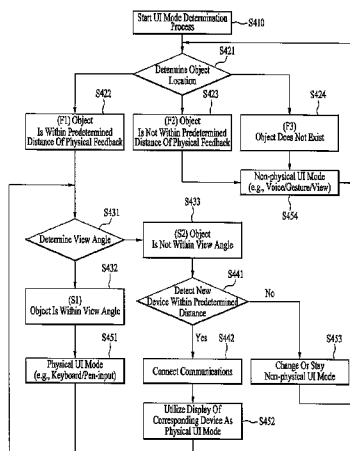 Start UI Mode Determination
Process
S410
S421
Determine Object
Location
S422
(F1) Object
Is Within Predetermined
Distance Of Physical Feedback
S423
(F2) Object
Is Not Within Predetermined
Distance Of Physical Feedback
S424
(F3)
Object Does Not Exist
Non-physical UI Mode
(e.g., Voice/Gesture/View)
S454
S431
Determine View Angle
S433
(S2) Object
Is Not Within View Angle
S432
(S1)
Object Is Within View Angle
S441
Detect New
Device Within Predetermined
Distance
No
Yes
S451
Physical UI Mode
(e.g., Keyboard/Pen-input)
S442
Connect Communications
S453
Change Or Stay
Non-physical UI Mode
Utilize Display Of
Corresponding Device As
Physical UI Mode
S452